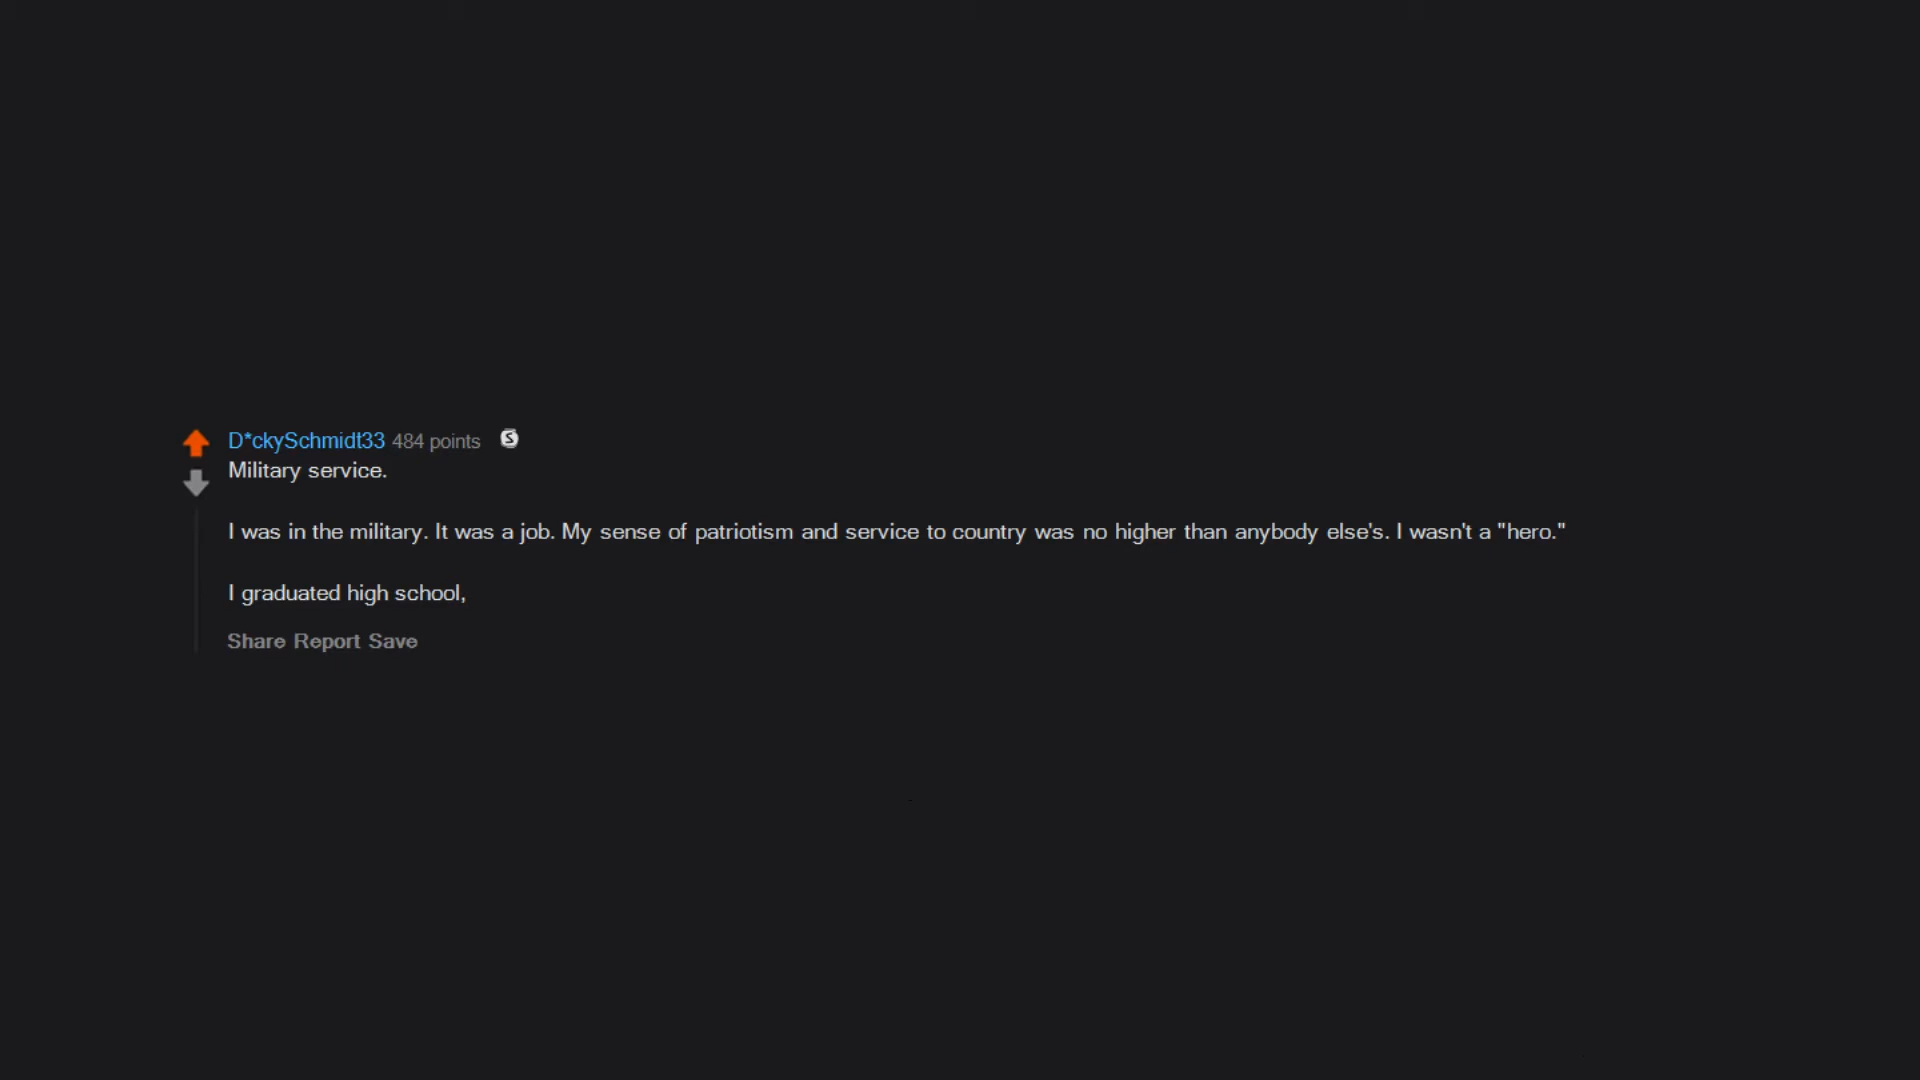 D*ckySchmidt33 484 points S
Military service.
I was in the military. It was a job. My sense of patriotism and service to country was no higher than anybody else's. I wasn't a "hero."
I graduated high school,
Share Report Save